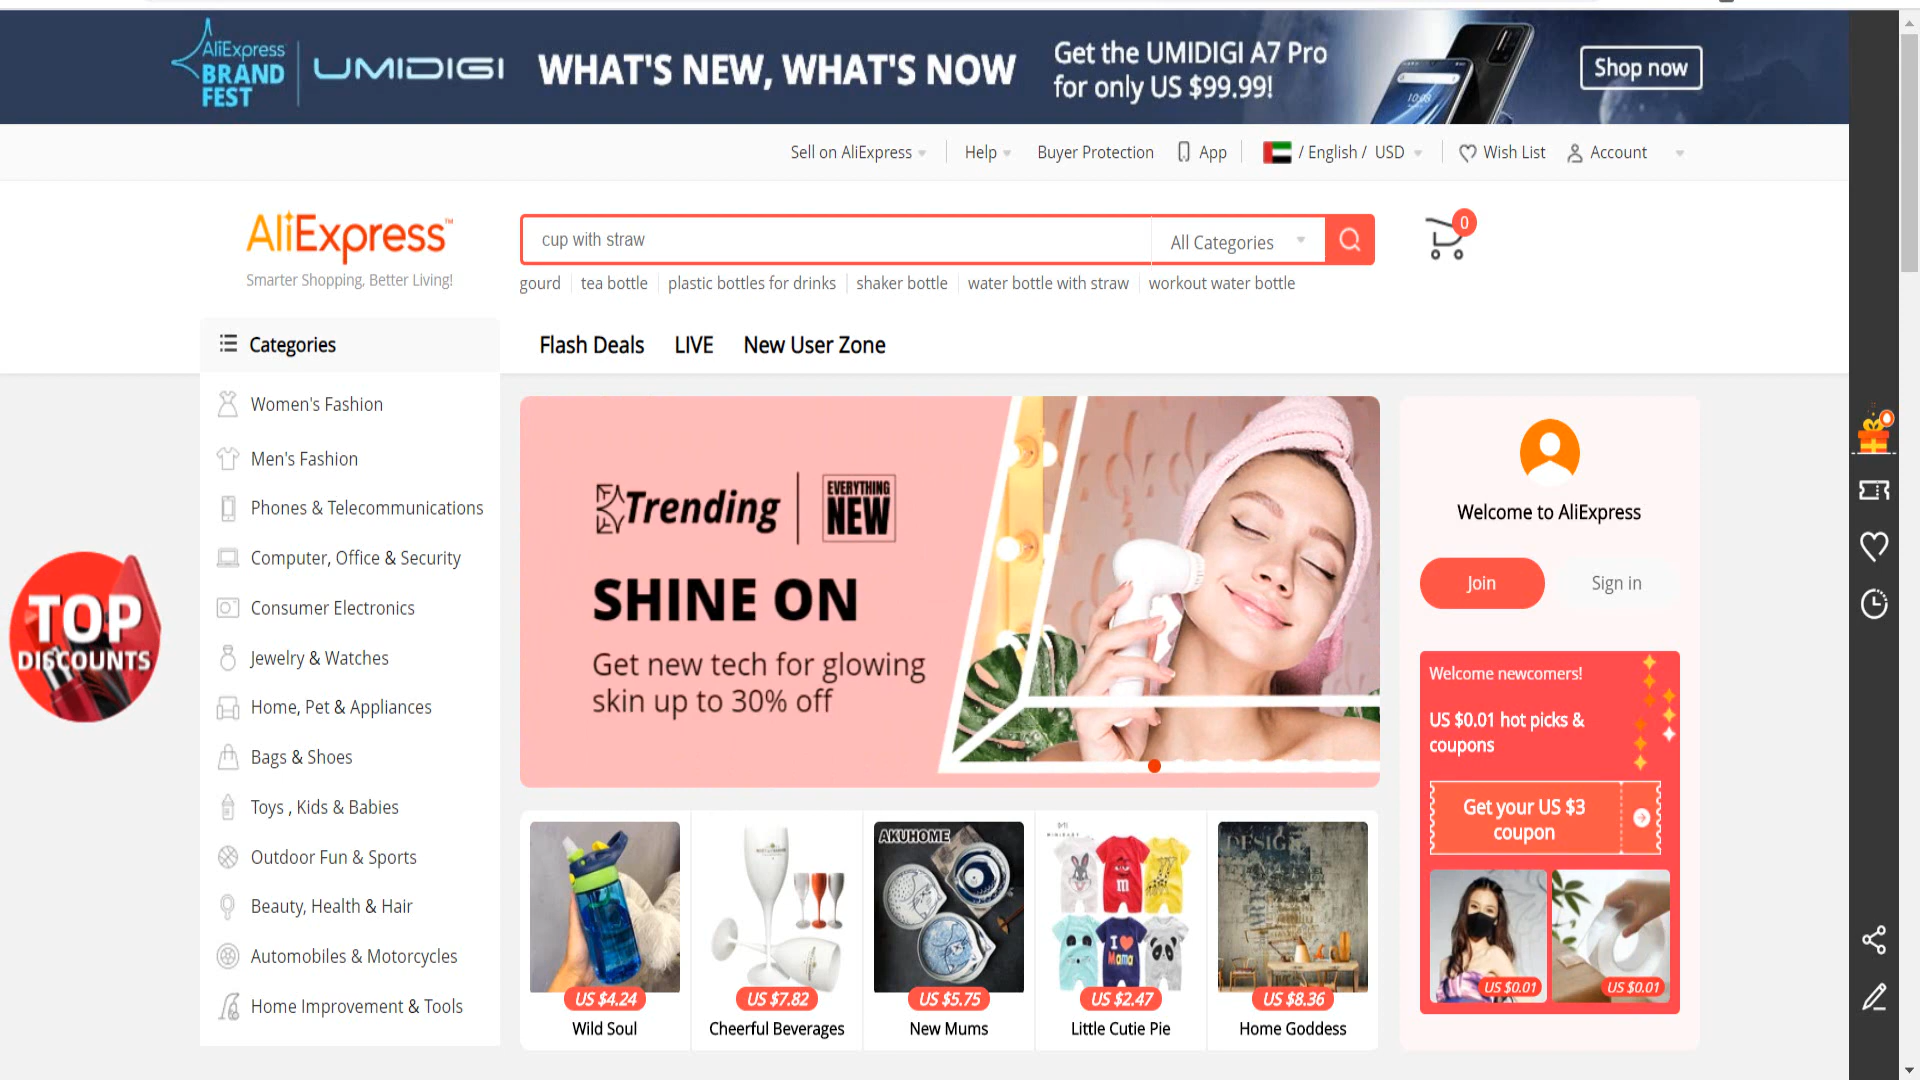 AliExpress
BRAND
FEST
UMIDIGI
WHAT'S NEW, WHAT'S NOW
Get the UMIDIGI A7 Pro
for only US $99.99!
Shop now
Sell on AliExpress
Help
Buyer Protection
App
/ English / USD
Wish List
Account
AliExpress™
Smarter Shopping, Better Living!
cup with straw
All Categories
0
gourd
tea bottle
plastic bottles for drinks
shaker bottle
water bottle with straw
workout water bottle
Categories
Flash Deals
LIVE
New User Zone
Women's Fashion
Men's Fashion
Phones & Telecommunications
Computer, Office & Security
Consumer Electronics
Jewelry & Watches
Home, Pet & Appliances
Bags & Shoes
Toys , Kids & Babies
Outdoor Fun & Sports
Beauty, Health & Hair
Automobiles & Motorcycles
Home Improvement & Tools
TOP
DISCOUNTS
Trending
EVERYTHING
NEW
SHINE ON
Get new tech for glowing
skin up to 30% off
Welcome to AliExpress
Join
Sign in
Welcome newcomers!
US $0.01 hot picks &
coupons
Get your US $3
coupon
US $0.01
US $0.01
US $4.24
Wild Soul
US $7.82
Cheerful Beverages
AKUHOME
US $5.75
New Mums
m
I
Mama
US $2.47
Little Cutie Pie
DESIGN
US $8.36
Home Goddess